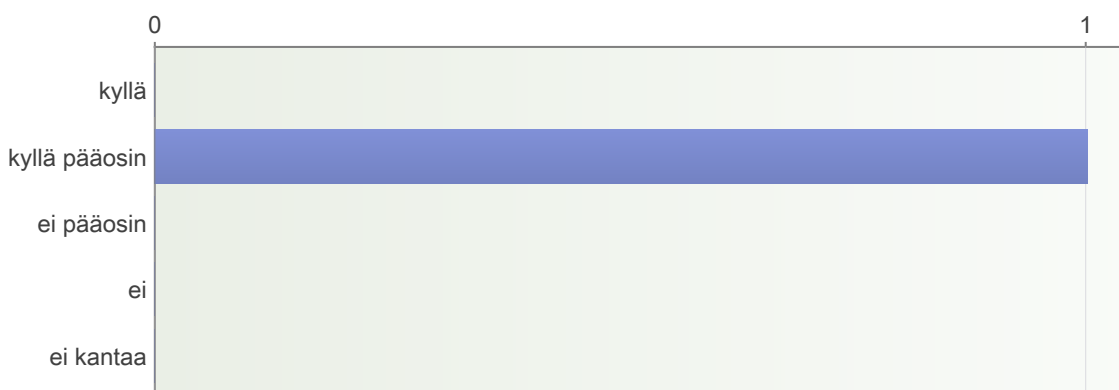 0 1
kyllä
kyllä pääosin
ei pääosin
ei
ei kantaa